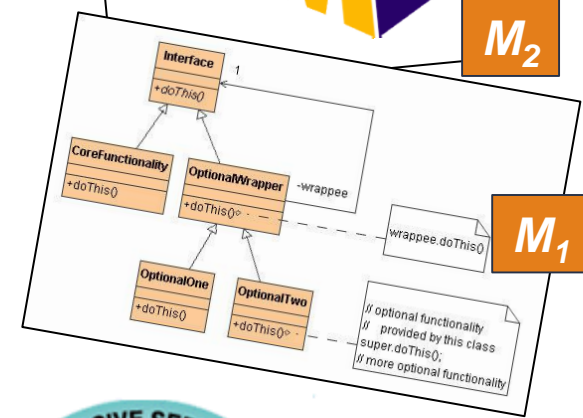 M2
Interface
+doThis()
1
CoreFunctionality
+doThis()
OptionalWrapper
+doThis()
-wrappee
wrappee.doThis()
M1
OptionalOne
+doThis()
OptionalTwo
+doThis()
// optional functionality
// provided by this class
super.doThis();
// more optional functionality